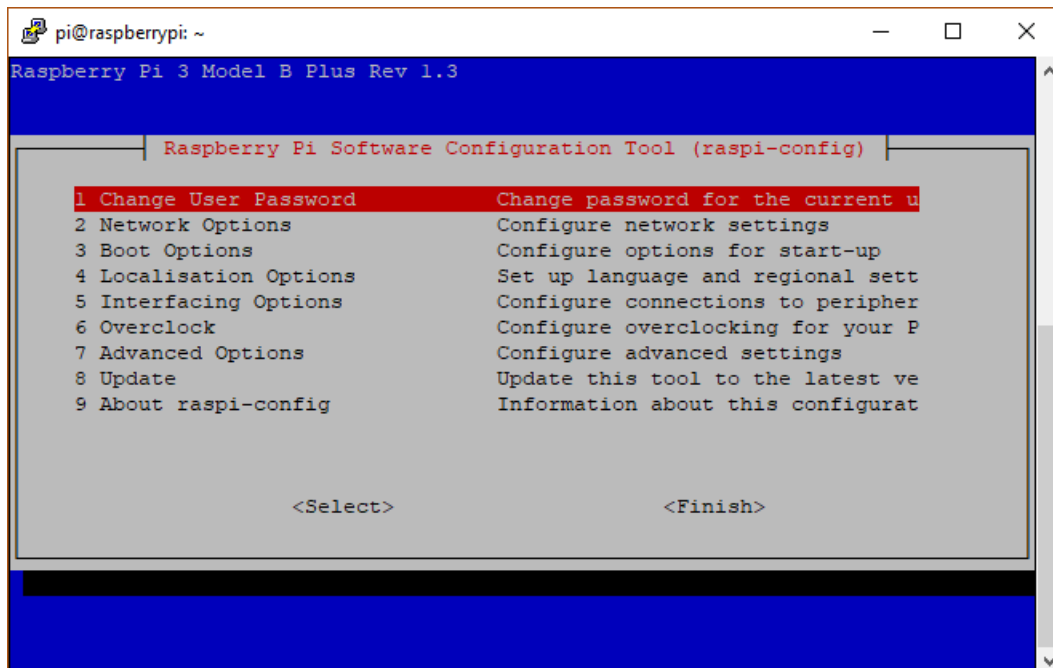 pi@raspberrypi: ~
Raspberry Pi 3 Model B Plus Rev 1.3
Raspberry Pi Software Configuration Tool (raspi-config)
1 Change User Password Change password for the current u
2 Network Options Configure network settings
3 Boot Options Configure options for start-up
4 Localisation Options Set up language and regional sett
5 Interfacing Options Configure connections to peripher
6 Overclock Configure overclocking for your P
7 Advanced Options Configure advanced settings
8 Update Update this tool to the latest ve
9 About raspi-config Information about this configurat
<Select> <Finish>